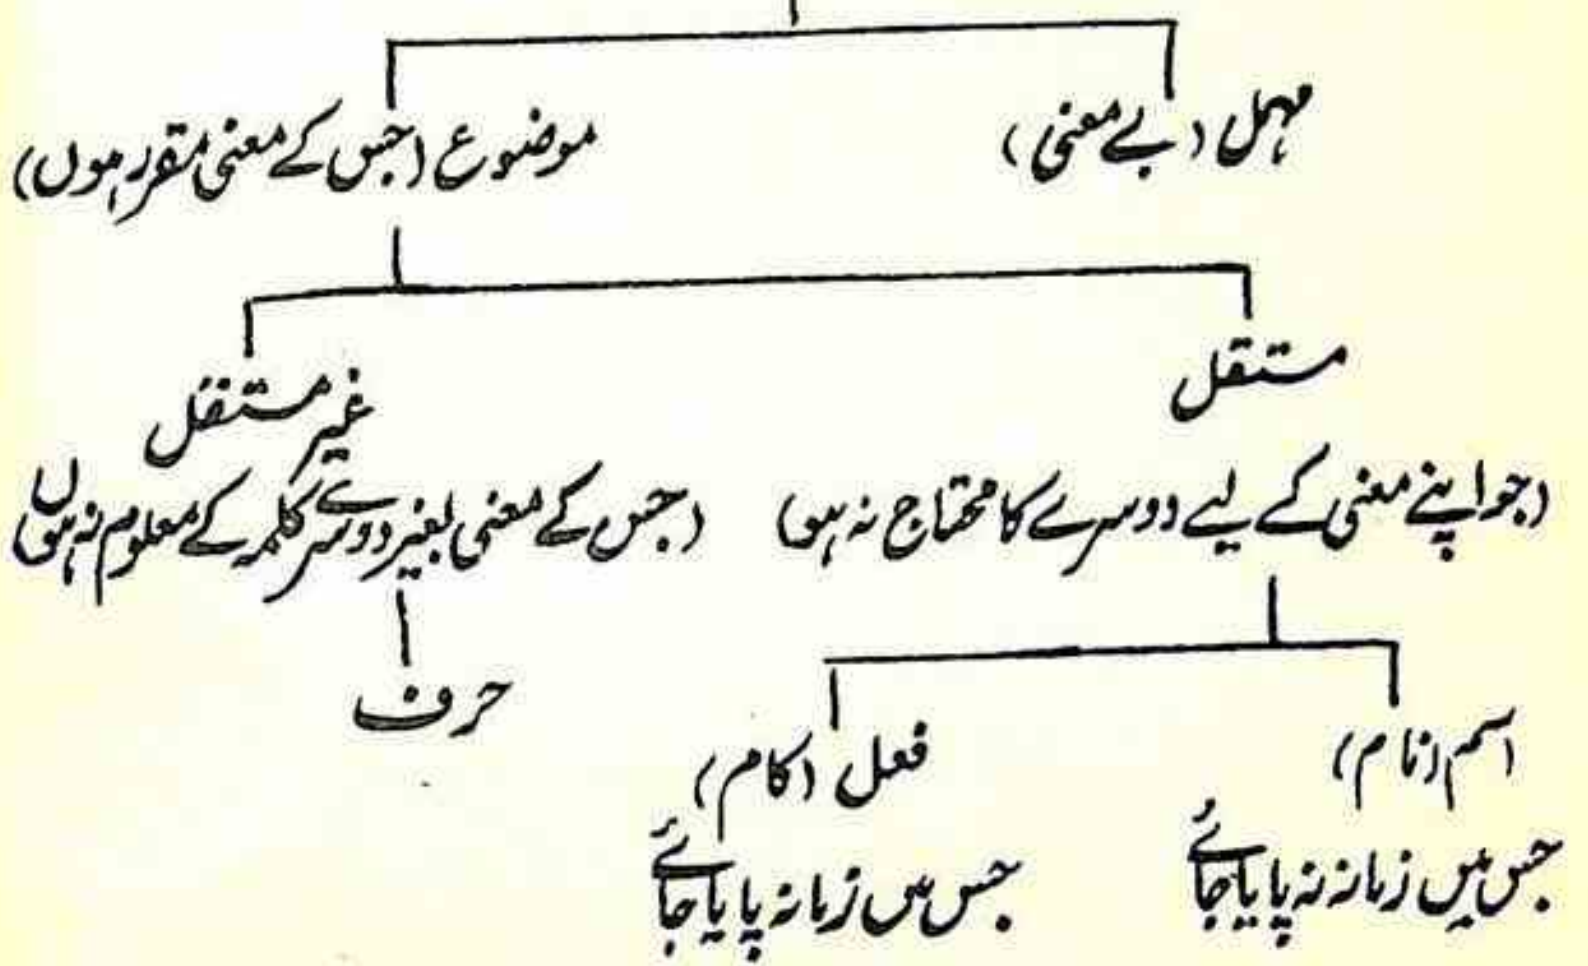 مہمل (بے معنی)
موضوع (جس کے معنی مقرر ہوں)
مستقل
غیر مستقل
(جو اپنے معنی کے لیے دوسرے کا محتاج نہ ہو)
(جس کے معنی بغیر دوسرے کلمہ کے معلوم نہ ہوں)
حرف
اسم (نام)
فعل (کام)
جس میں زمانہ نہ پایا جائے
جس میں زمانہ پایا جائے